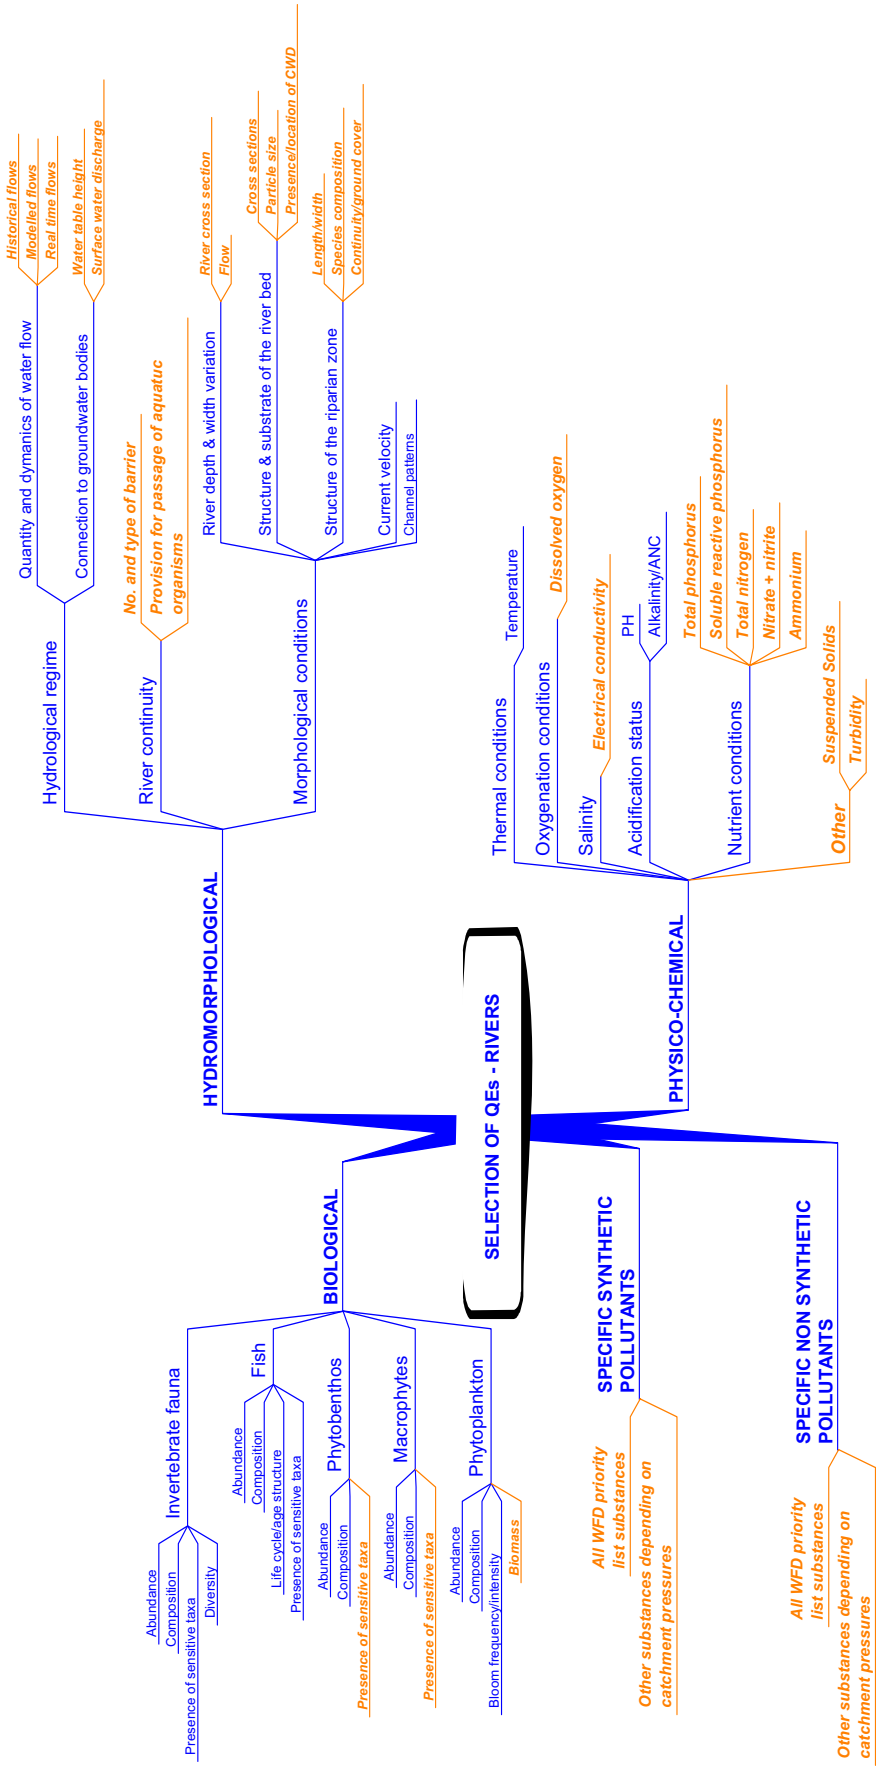 SELECTION OF QEs - RIVERS
BIOLOGICAL
Invertebrate fauna
Abundance
Composition
Presence of sensitive taxa
Diversity
Fish
Abundance
Composition
Life cycle/age structure
Presence of sensitive taxa
Phytobenthos
Abundance
Composition
Presence of sensitive taxa
Macrophytes
Abundance
Composition
Presence of sensitive taxa
Phytoplankton
Abundance
Composition
Bloom frequency/intensity
Biomass
HYDROMORPHOLOGICAL
Hydrological regime
Quantity and dymanics of water flow
Historical flows
Modelled flows
Real time flows
Connection to groundwater bodies
Water table height
Surface water discharge
River continuity
No. and type of barrier
Provision for passage of aquatuc
organisms
Morphological conditions
River depth & width variation
River cross section
Flow
Structure & substrate of the river bed
Cross sections
Particle size
Presence/location of CWD
Structure of the riparian zone
Length/width
Species composition
Continuity/ground cover
Current velocity
Channel patterns
SPECIFIC SYNTHETIC
POLLUTANTS
All WFD priority
list substances
Other substances depending on
catchment pressures
SPECIFIC NON SYNTHETIC
POLLUTANTS
All WFD priority
list substances
Other substances depending on
catchment pressures
PHYSICO-CHEMICAL
Thermal conditions
Temperature
Oxygenation conditions
Dissolved oxygen
Salinity
Electrical conductivity
Acidification status
PH
Alkalinity/ANC
Nutrient conditions
Total phosphorus
Soluble reactive phosphorus
Total nitrogen
Nitrate + nitrite
Ammonium
Other
Suspended Solids
Turbidity